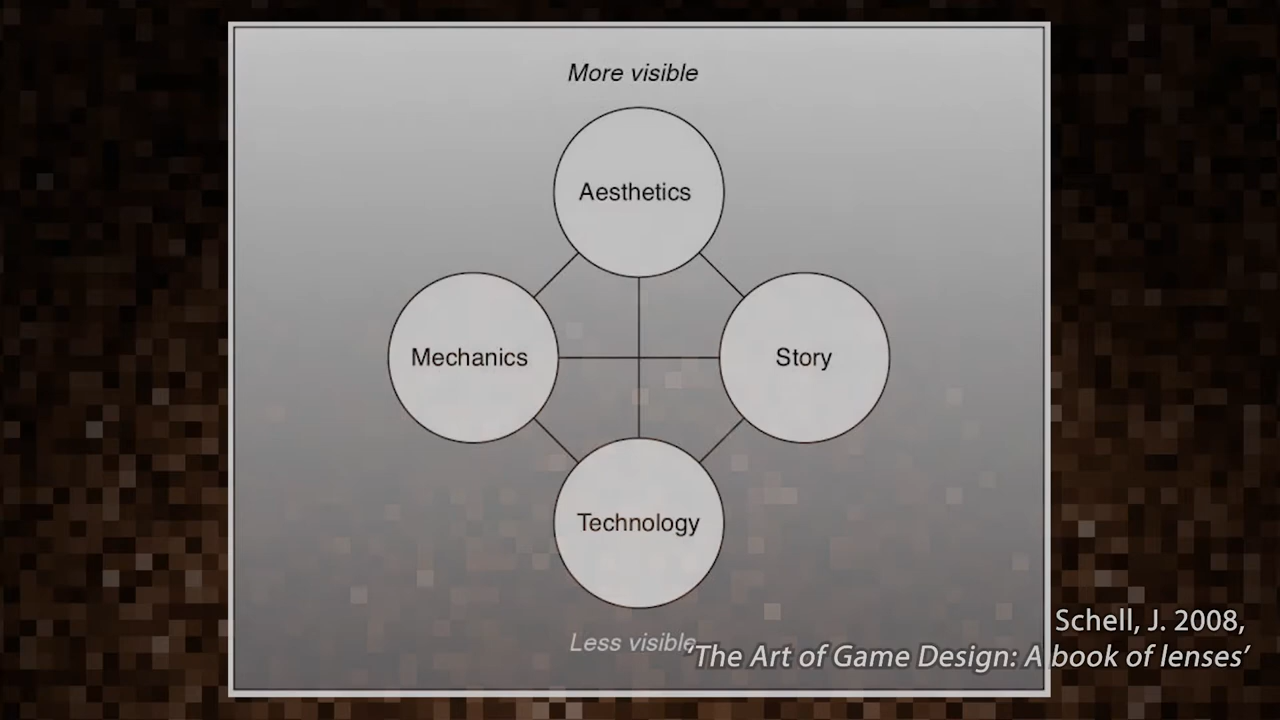 More visible
Aesthetics
Mechanics
Story
Technology
Less visible
Schell, J. 2008,
'The Art of Game Design: A book of lenses'